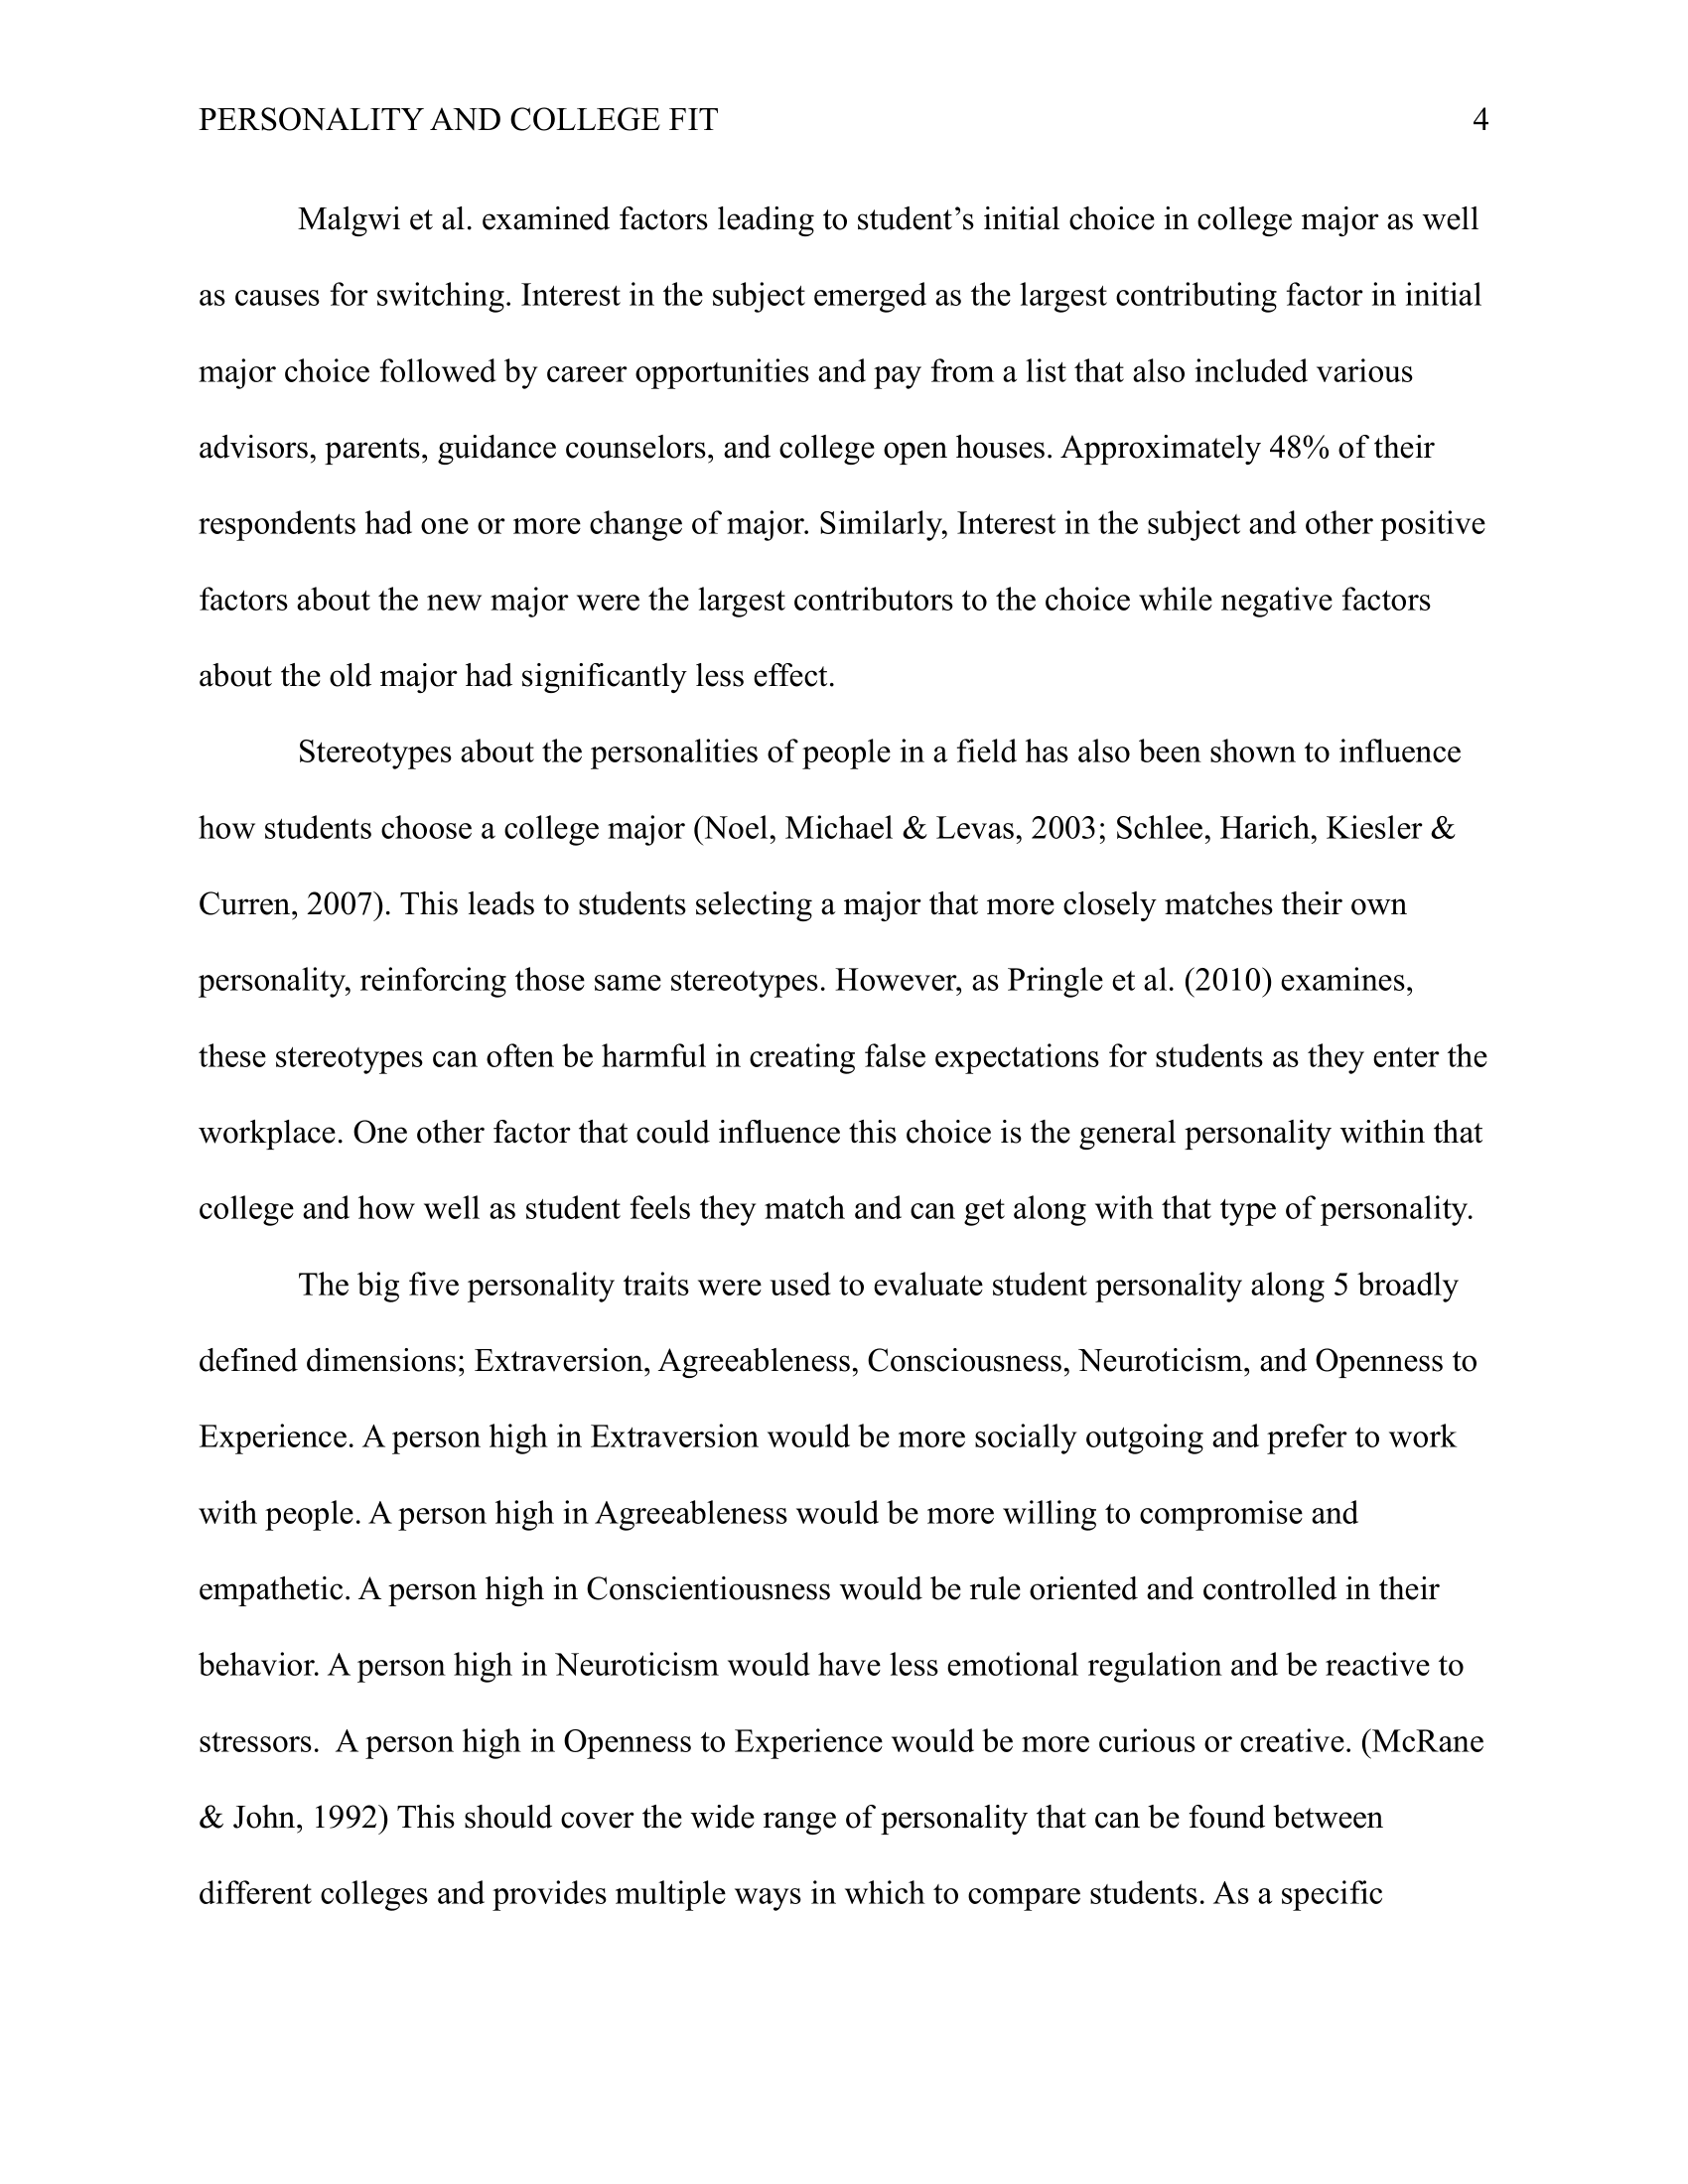 PERSONALITY AND COLLEGE FIT 4
Malgwi et al. examined factors leading to student’s initial choice in college major as well
as causes for switching. Interest in the subject emerged as the largest contributing factor in initial
major choice followed by career opportunities and pay from a list that also included various
advisors, parents, guidance counselors, and college open houses. Approximately 48% of their
respondents had one or more change of major. Similarly, Interest in the subject and other positive
factors about the new major were the largest contributors to the choice while negative factors
about the old major had significantly less effect.
Stereotypes about the personalities of people in a field has also been shown to influence
how students choose a college major (Noel, Michael & Levas, 2003; Schlee, Harich, Kiesler &
Curren, 2007). This leads to students selecting a major that more closely matches their own
personality, reinforcing those same stereotypes. However, as Pringle et al. (2010) examines,
these stereotypes can often be harmful in creating false expectations for students as they enter the
workplace. One other factor that could influence this choice is the general personality within that
college and how well as student feels they match and can get along with that type of personality.
The big five personality traits were used to evaluate student personality along 5 broadly
defined dimensions; Extraversion, Agreeableness, Consciousness, Neuroticism, and Openness to
Experience. A person high in Extraversion would be more socially outgoing and prefer to work
with people. A person high in Agreeableness would be more willing to compromise and
empathetic. A person high in Conscientiousness would be rule oriented and controlled in their
behavior. A person high in Neuroticism would have less emotional regulation and be reactive to
stressors.  A person high in Openness to Experience would be more curious or creative. (McRane
& John, 1992) This should cover the wide range of personality that can be found between
different colleges and provides multiple ways in which to compare students. As a specific